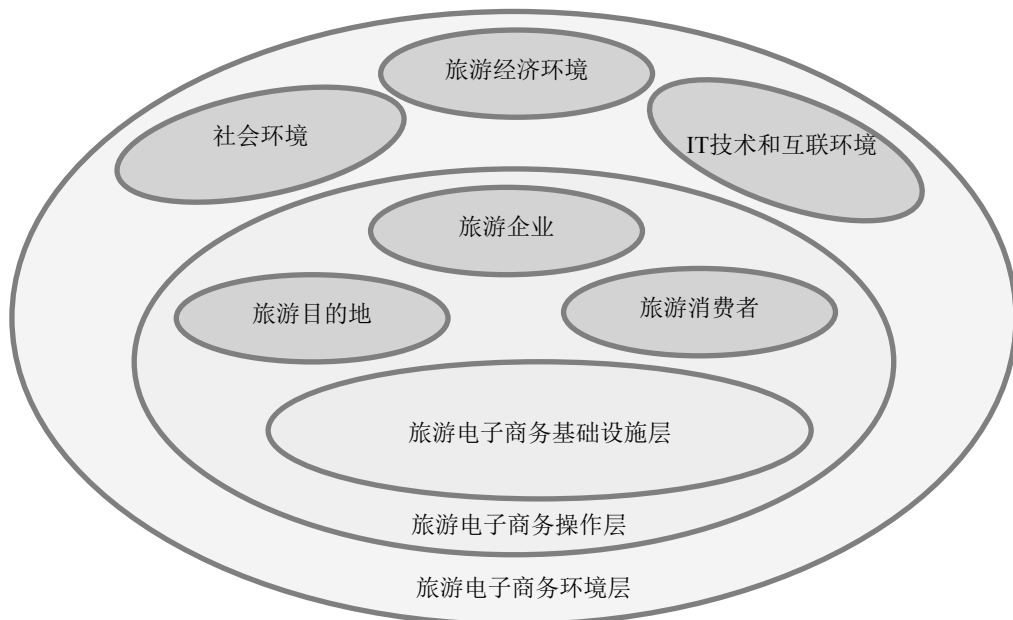 旅游经济环境
社会环境
IT技术和互联环境
旅游企业
旅游目的地
旅游消费者
旅游电子商务基础设施层
旅游电子商务操作层
旅游电子商务环境层